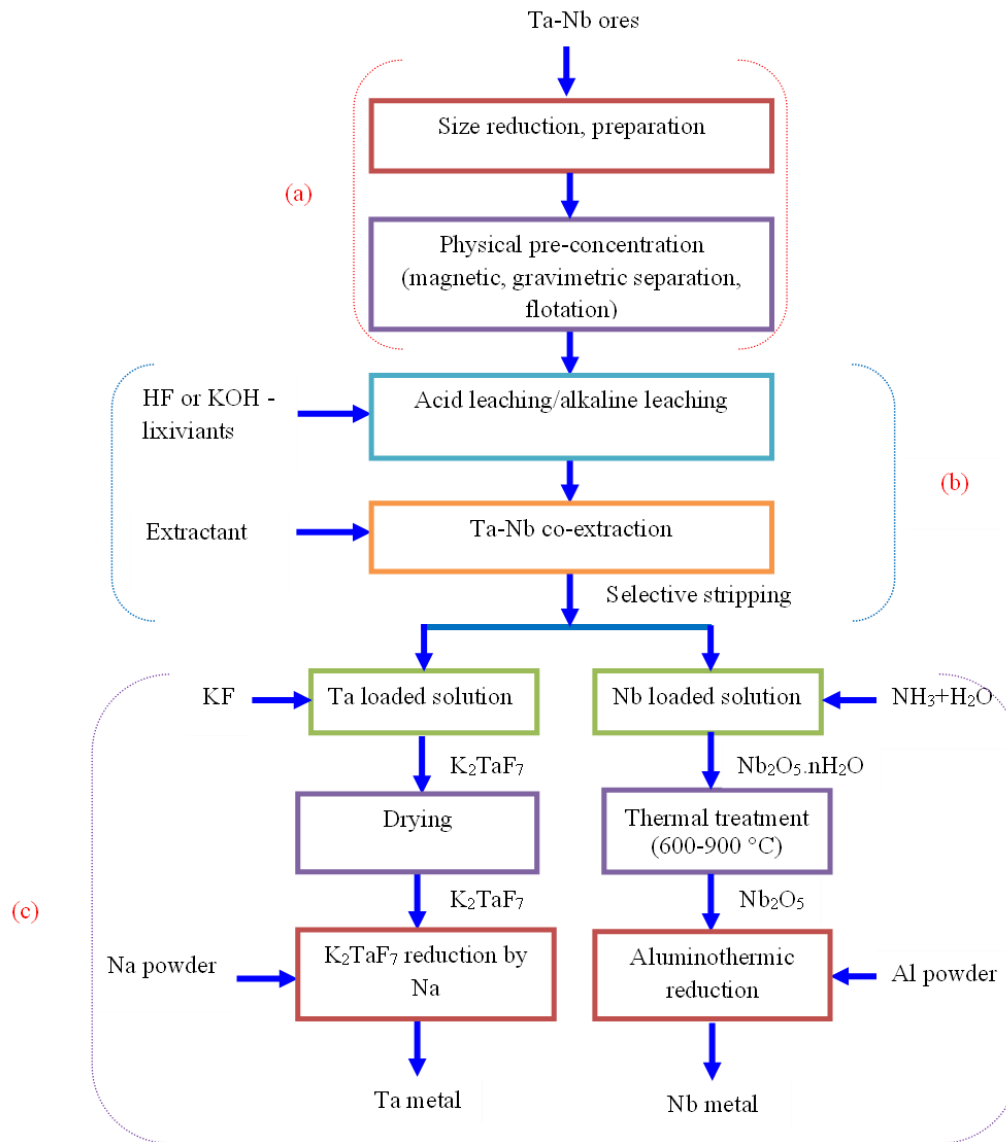 Ta-Nb ores
Size reduction, preparation
(a)
Physical pre-concentration
(magnetic, gravimetric separation,
flotation)
HF or KOH -
lixiviants
Acid leaching/alkaline leaching
(b)
Extractant
Ta-Nb co-extraction
Selective stripping
KF
Ta loaded solution
Nb loaded solution
NH₃+H₂O
K₂TaF₇
Nb₂O₅.nH₂O
Drying
Thermal treatment
(600-900 °C)
(c)
K₂TaF₇
Nb₂O₅
Na powder
K₂TaF₇ reduction by
Na
Aluminothermic
reduction
Al powder
Ta metal
Nb metal